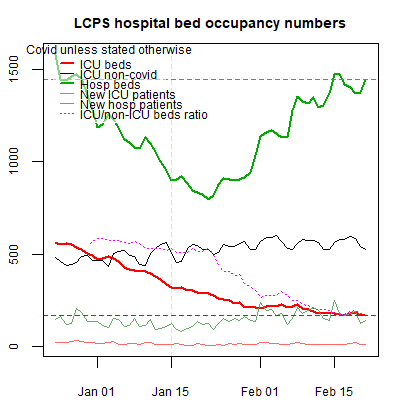 LCPS hospital bed occupancy numbers
Covid unless stated otherwise
ICU beds
ICU non-covid
Hosp beds
New ICU patients
New hosp patients
ICU/non-ICU beds ratio
1500
1000
500
0
Jan 01
Jan 15
Feb 01
Feb 15